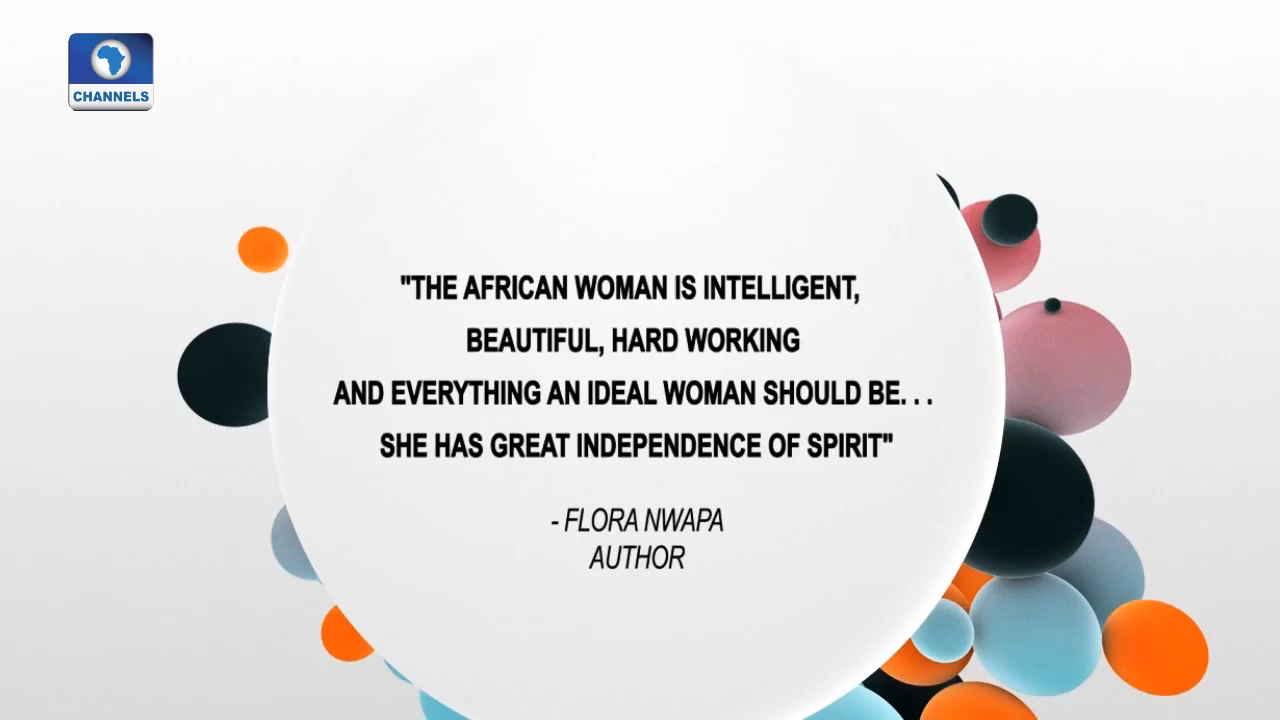 CHANNELS
"THE AFRICAN WOMAN IS INTELLIGENT,
BEAUTIFUL, HARD WORKING
AND EVERYTHING AN IDEAL WOMAN SHOULD BE. . .
SHE HAS GREAT INDEPENDENCE OF SPIRIT"
- FLORA NWAPA
AUTHOR